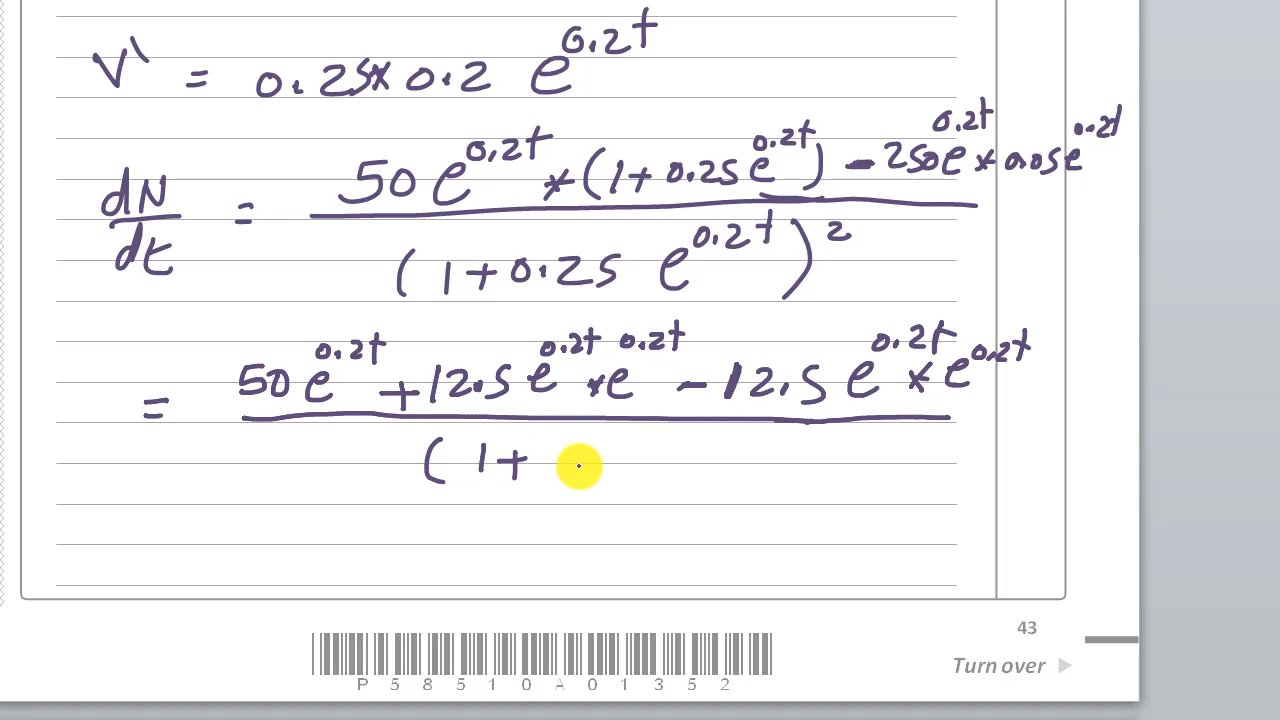 V' = 0.25 * 0.2 e^0.2t
dN/dt = 50 e^0.2t * (1 + 0.25 e^0.2t) - 250 e^0.2t * 0.05 e^0.2t / (1 + 0.25 e^0.2t)^2
= 50 e^0.2t + 12.5 e^0.2t * e^0.2t - 12.5 e^0.2t * e^0.2t / (1 +
43
P 5 8 5 1 0 A 0 1 3 5 2
Turn over